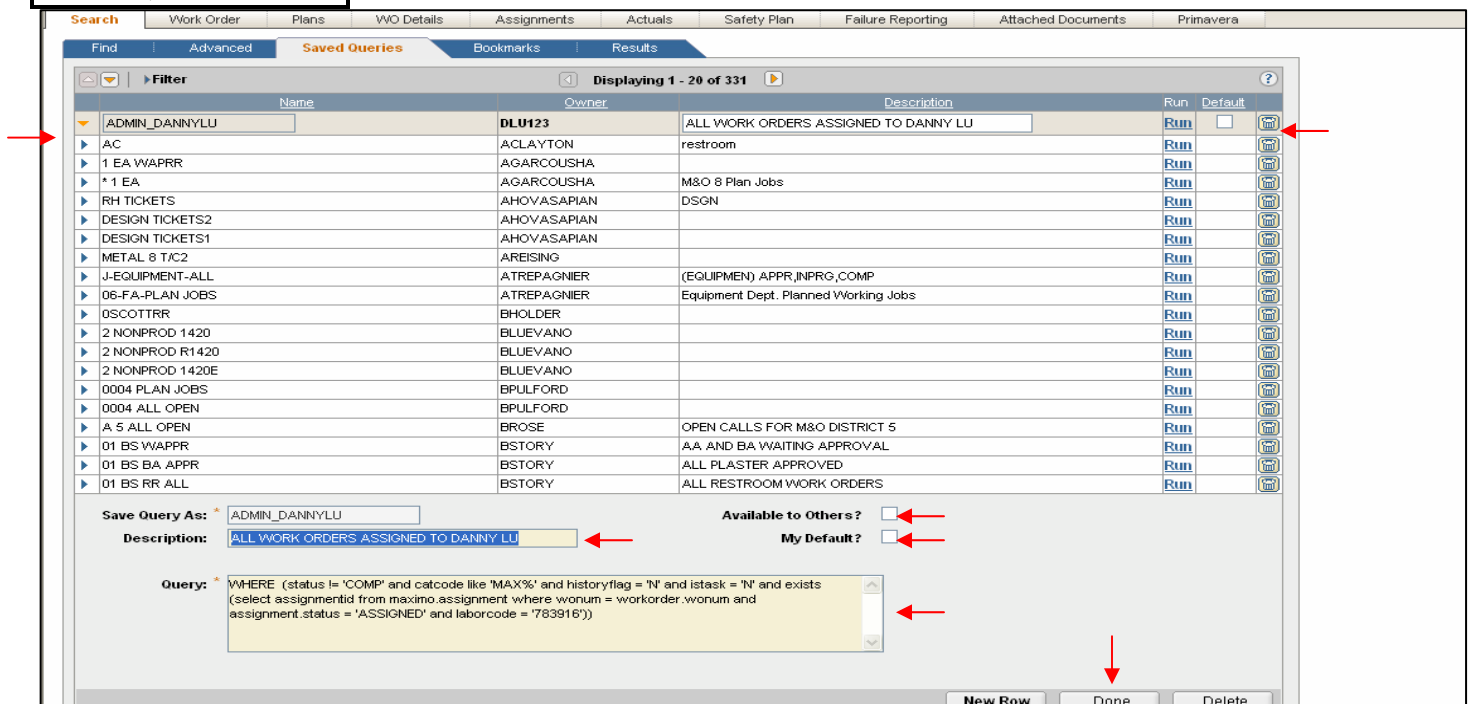 Search Work Order Plans WO Details Assignments Actuals Safety Plan Failure Reporting Attached Documents Primavera
Find Advanced Saved Queries Bookmarks Results
Filter Displaying 1 - 20 of 331 ?
Name Owner Description Run Default
ADMIN_DANNYLU DLU123 ALL WORK ORDERS ASSIGNED TO DANNY LU Run
AC ACLAYTON restroom Run
1 EA WAPRR AGARCOUSHA Run
* 1 EA AGARCOUSHA M&O 8 Plan Jobs Run
RH TICKETS AHOVASAPIAN DSGN Run
DESIGN TICKETS2 AHOVASAPIAN Run
DESIGN TICKETS1 AHOVASAPIAN Run
METAL 8 T/C2 AREISING Run
J-EQUIPMENT-ALL ATREPAGNIER (EQUIPMEN) APPR,INPRG,COMP Run
06-FA-PLAN JOBS ATREPAGNIER Equipment Dept. Planned Working Jobs Run
0SCOTTRR BHOLDER Run
2 NONPROD 1420 BLUEVANO Run
2 NONPROD R1420 BLUEVANO Run
2 NONPROD 1420E BLUEVANO Run
0004 PLAN JOBS BPULFORD Run
0004 ALL OPEN BPULFORD Run
A 5 ALL OPEN BROSE OPEN CALLS FOR M&O DISTRICT 5 Run
01 BS WAPPR BSTORY AA AND BA WAITING APPROVAL Run
01 BS BA APPR BSTORY ALL PLASTER APPROVED Run
01 BS RR ALL BSTORY ALL RESTROOM WORK ORDERS Run
Save Query As: * ADMIN_DANNYLU Available to Others?
Description: ALL WORK ORDERS ASSIGNED TO DANNY LU My Default?
Query: * WHERE (status != 'COMP' and catcode like 'MAX%' and historyflag = 'N' and istask = 'N' and exists
(select assignmentid from maximo.assignment where wonum = workorder.wonum and
assignment.status = 'ASSIGNED' and laborcode = '783916'))
New Row Done Delete